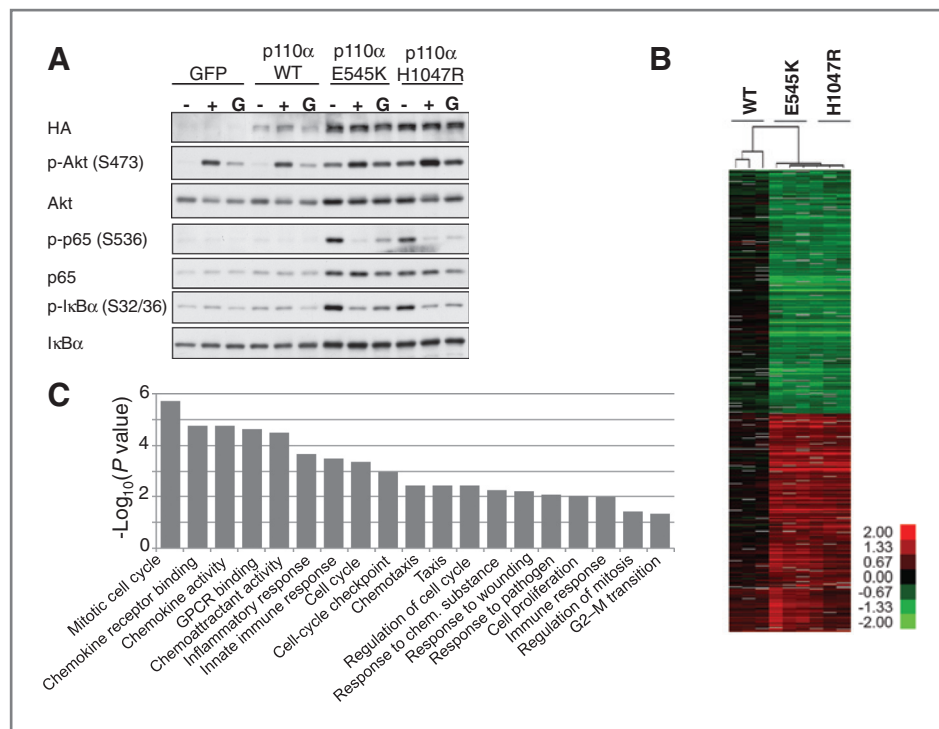 A
GFP
p110α WT
p110α E545K
p110α H1047R
- + G - + G - + G - + G
HA
p-Akt (S473)
Akt
p-p65 (S536)
p65
p-IκBα (S32/36)
IκBα
B
WT
E545K
H1047R
2.00
1.33
0.67
0.00
-0.67
-1.33
-2.00
C
-Log10(P value)
6
4
2
0
Mitotic cell cycle
Chemokine receptor binding
Chemokine activity
GPCR binding
Chemoattractant activity
Inflammatory response
Innate immune response
Cell cycle
Cell-cycle checkpoint
Chemotaxis
Taxis
Regulation of cell cycle
Response to chem. substance
Response to wounding
Response to pathogen
Cell proliferation
Immune response
Regulation of mitosis
G2–M transition